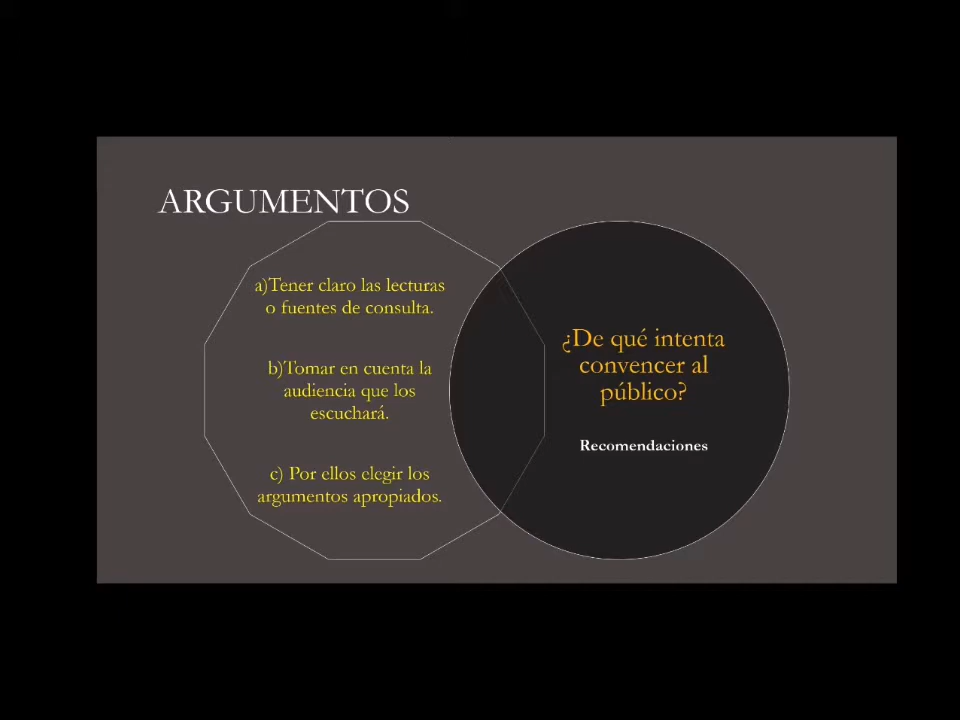 ARGUMENTOS
a)Tener claro las lecturas
o fuentes de consulta.
b)Tomar en cuenta la
audiencia que los
escuchará.
c) Por ellos elegir los
argumentos apropiados.
¿De qué intenta
convencer al
público?
Recomendaciones